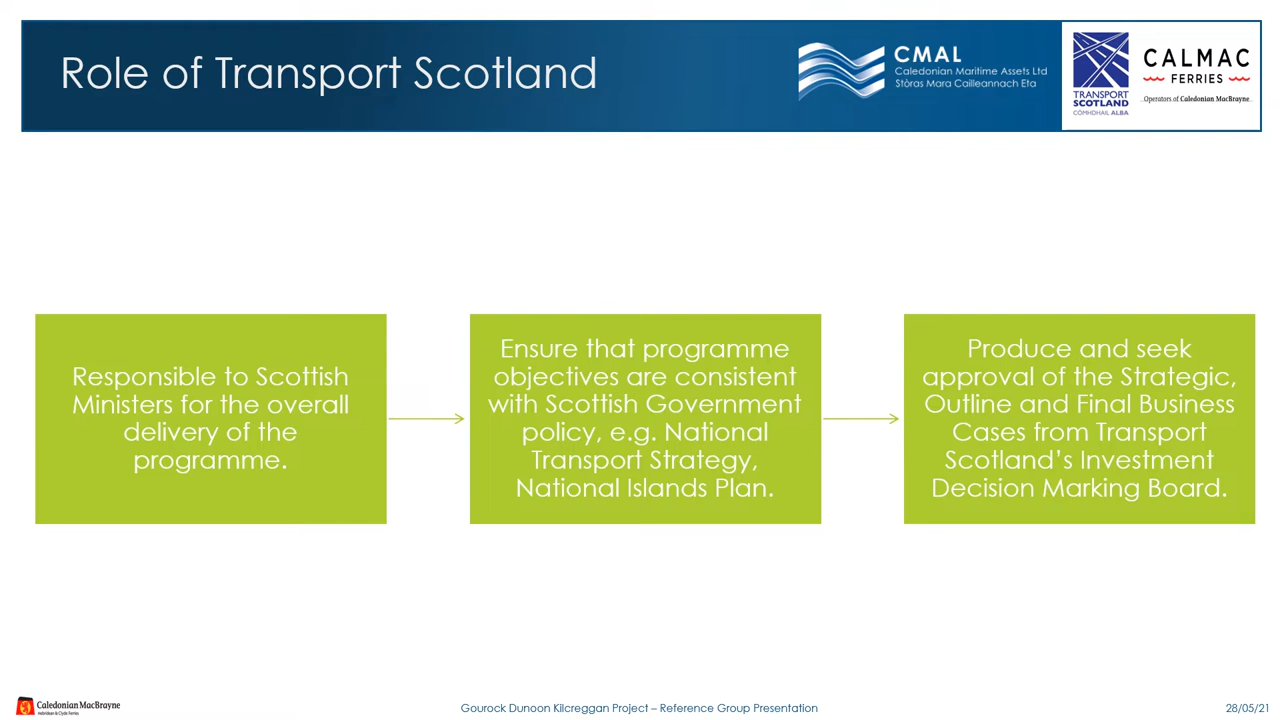 Role of Transport Scotland
CMAL
Caledonian Maritime Assets Ltd
Stòras Mara Cailleannach Eta
TRANSPORT
SCOTLAND
CÒMHDHAIL ALBA
CALMAC
FERRIES
...Operators of Caledonian MacBrayne...
Responsible to Scottish
Ministers for the overall
delivery of the
programme.
Ensure that programme
objectives are consistent
with Scottish Government
policy, e.g. National
Transport Strategy,
National Islands Plan.
Produce and seek
approval of the Strategic,
Outline and Final Business
Cases from Transport
Scotland’s Investment
Decision Marking Board.
Caledonian MacBrayne
Hebridean & Clyde Ferries
Gourock Dunoon Kilcreggan Project – Reference Group Presentation
28/05/21